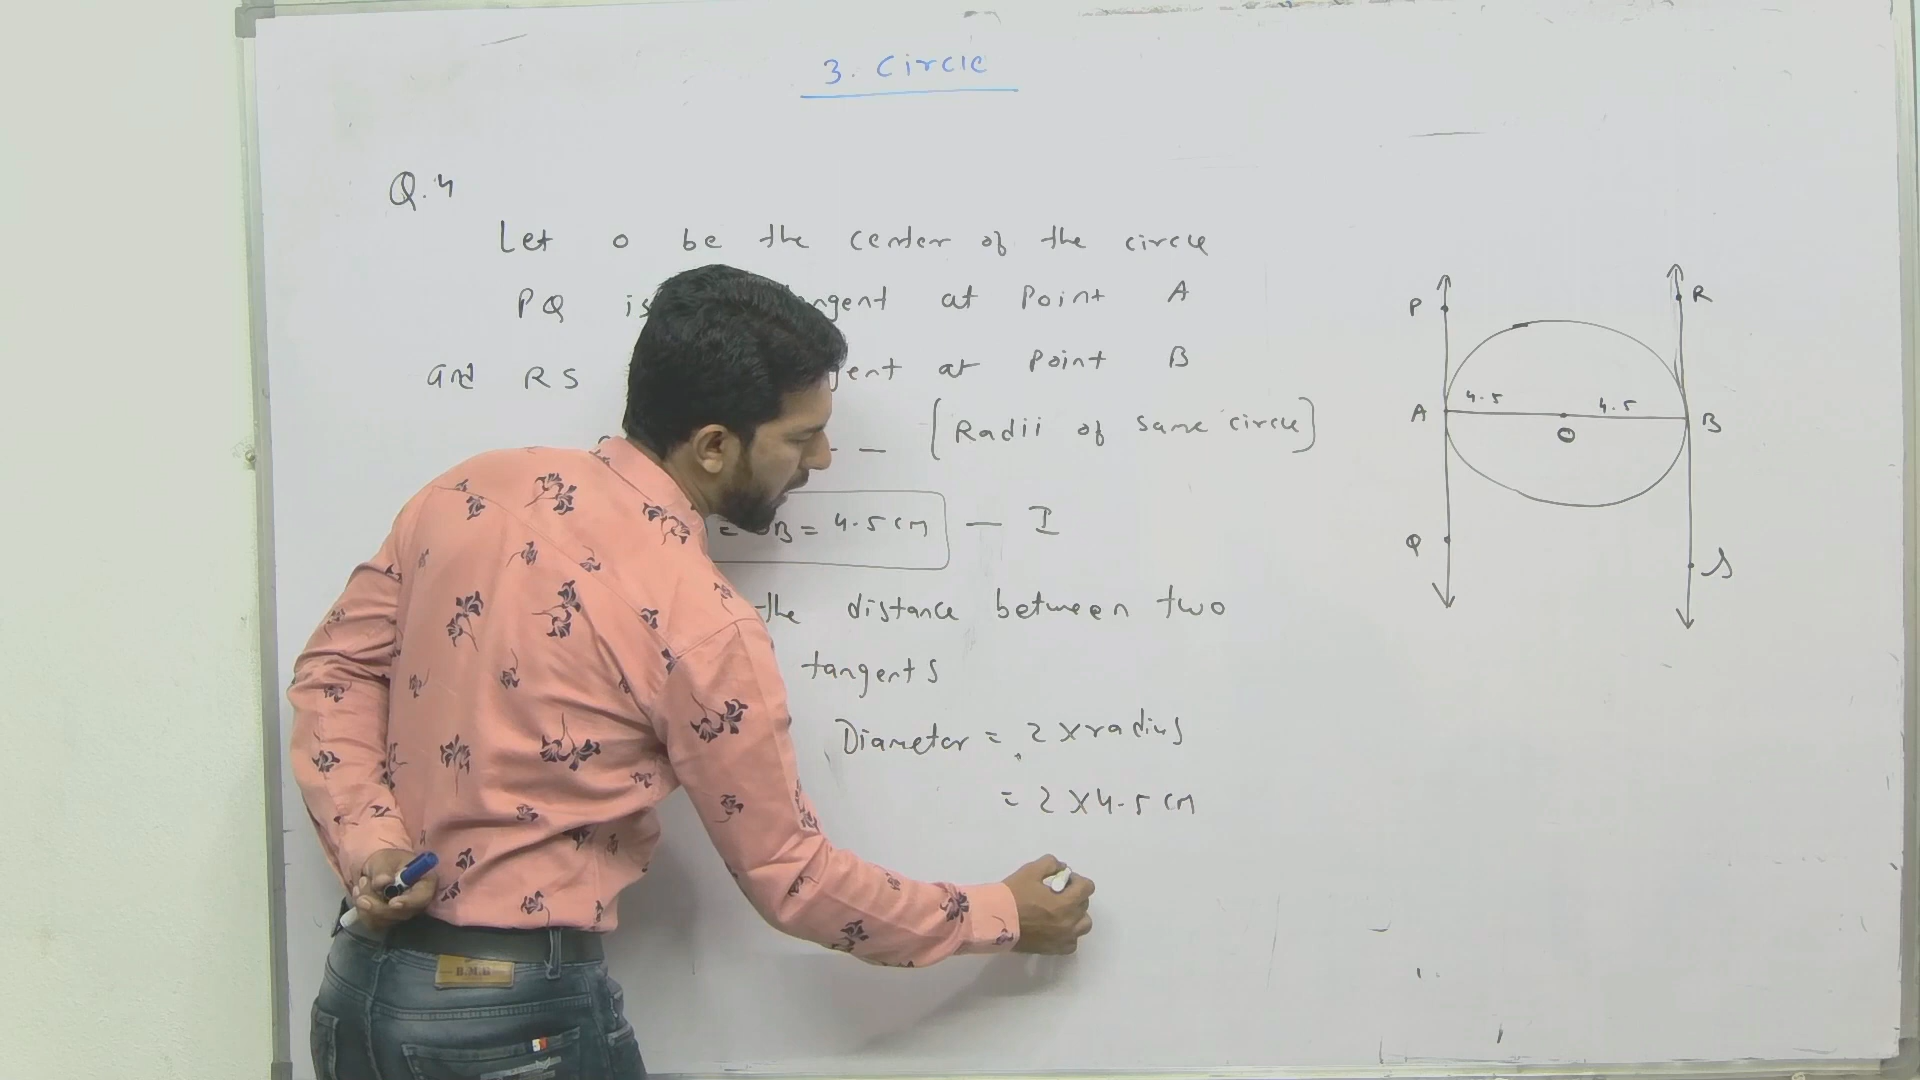 3. Circle
Q.4
Let O be the center of the circle
PQ is ngent at Point A
and RS gent at Point B
- - [Radii of same circle]
= OB = 4.5 cm — I
the distance between two
tangents
Diameter = 2 x radius
= 2 x 4.5 cm
P
R
4.5
4.5
A
O
B
Q
S
B.M.B